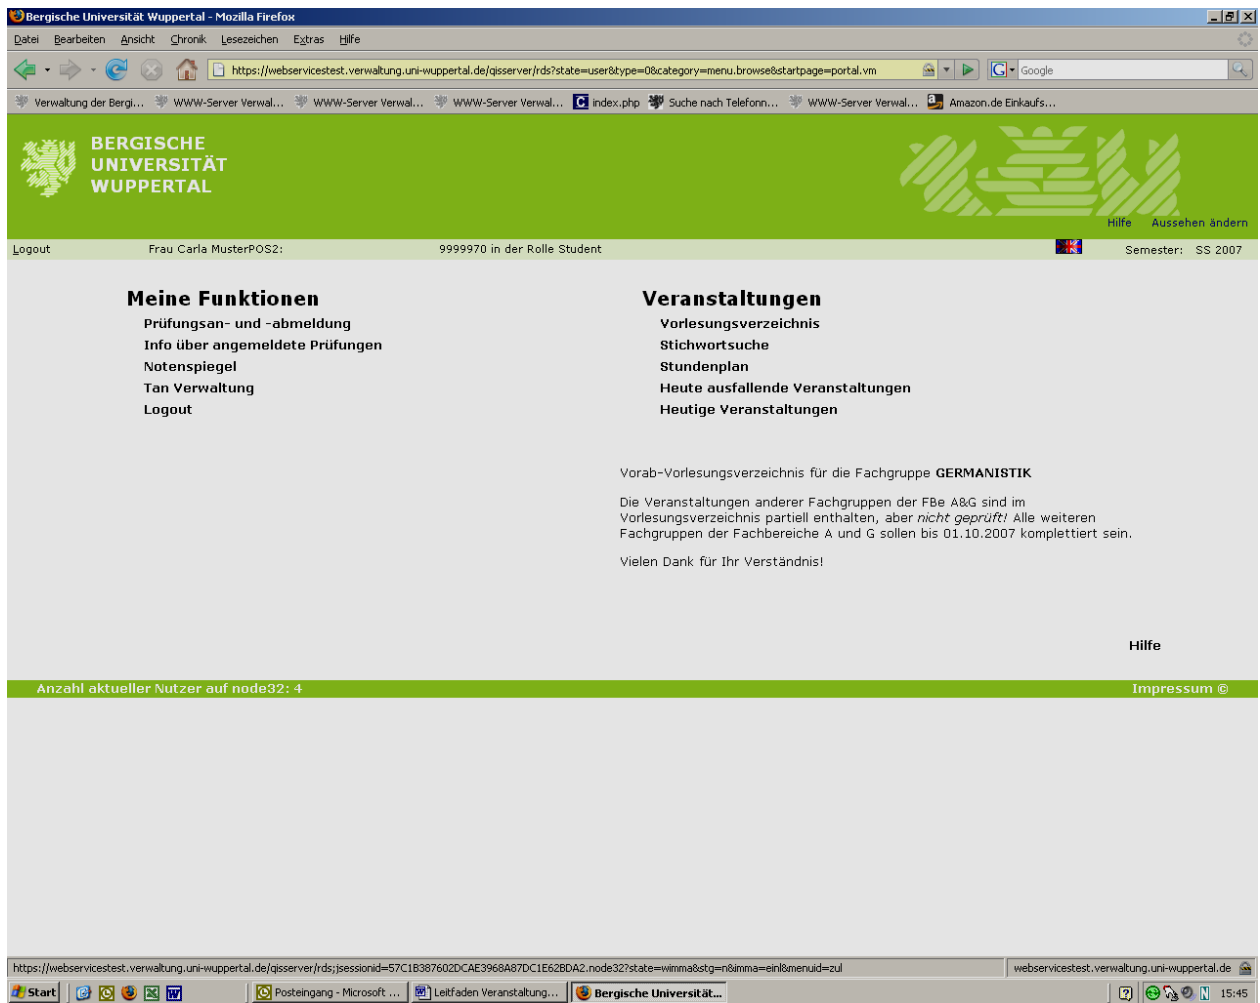 Bergische Universität Wuppertal - Mozilla Firefox
Datei Bearbeiten Ansicht Chronik Lesezeichen Extras Hilfe
https://webservicestest.verwaltung.uni-wuppertal.de/qisserver/rds?state=user&type=0&category=menu.browse&startpage=portal.vm
Google
Verwaltung der Bergi... WWW-Server Verwal... WWW-Server Verwal... WWW-Server Verwal... index.php Suche nach Telefonn... WWW-Server Verwal... Amazon.de Einkaufs...
BERGISCHE
UNIVERSITÄT
WUPPERTAL
Hilfe Aussehen ändern
Logout Frau Carla MusterPOS2: 9999970 in der Rolle Student Semester: SS 2007
Meine Funktionen
Prüfungsan- und -abmeldung
Info über angemeldete Prüfungen
Notenspiegel
Tan Verwaltung
Logout
Veranstaltungen
Vorlesungsverzeichnis
Stichwortsuche
Stundenplan
Heute ausfallende Veranstaltungen
Heutige Veranstaltungen
Vorab-Vorlesungsverzeichnis für die Fachgruppe GERMANISTIK
Die Veranstaltungen anderer Fachgruppen der FBe A&G sind im
Vorlesungsverzeichnis partiell enthalten, aber nicht geprüft! Alle weiteren
Fachgruppen der Fachbereiche A und G sollen bis 01.10.2007 komplettiert sein.
Vielen Dank für Ihr Verständnis!
Hilfe
Anzahl aktueller Nutzer auf node32: 4 Impressum ©
https://webservicestest.verwaltung.uni-wuppertal.de/qisserver/rds;jsessionid=57C1B387602DCAE3968A87DC1E62BDA2.node32?state=wimma&stg=n&imma=einl&menuid=zul webservicestest.verwaltung.uni-wuppertal.de
Start Posteingang - Microsoft ... Leitfaden Veranstaltung... Bergische Universität... 15:45